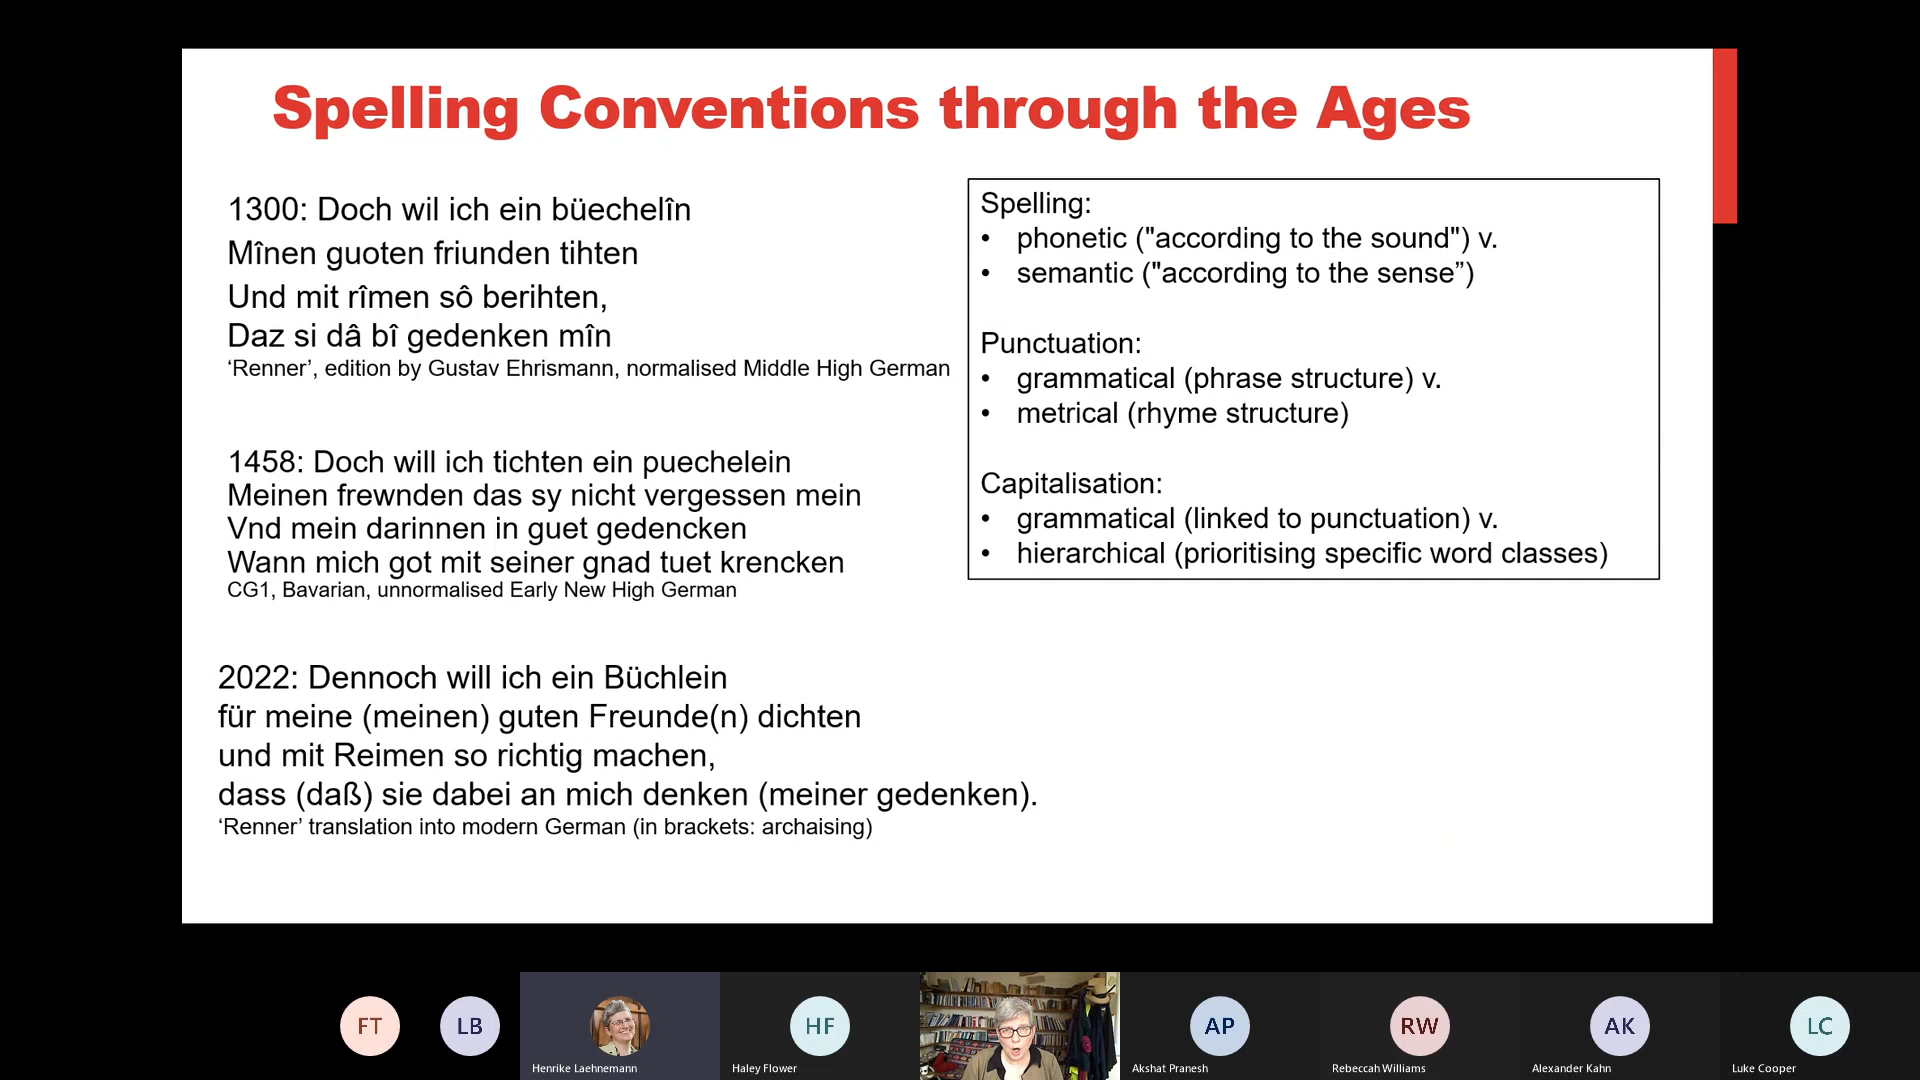 Spelling Conventions through the Ages
1300: Doch wil ich ein büechelîn
Mînen guoten friunden tihten
Und mit rîmen sô berihten,
Daz si dâ bî gedenken mîn
‘Renner’, edition by Gustav Ehrismann, normalised Middle High German
1458: Doch will ich tichten ein puechelein
Meinen frewnden das sy nicht vergessen mein
Vnd mein darinnen in guet gedencken
Wann mich got mit seiner gnad tuet krencken
CG1, Bavarian, unnormalised Early New High German
2022: Dennoch will ich ein Büchlein
für meine (meinen) guten Freunde(n) dichten
und mit Reimen so richtig machen,
dass (daß) sie dabei an mich denken (meiner gedenken).
‘Renner’ translation into modern German (in brackets: archaising)
Spelling:
• phonetic ("according to the sound") v.
• semantic ("according to the sense”)
Punctuation:
• grammatical (phrase structure) v.
• metrical (rhyme structure)
Capitalisation:
• grammatical (linked to punctuation) v.
• hierarchical (prioritising specific word classes)
FT
LB
Henrike Laehnemann
HF
Haley Flower
AP
Akshat Pranesh
RW
Rebeccah Williams
AK
Alexander Kahn
LC
Luke Cooper